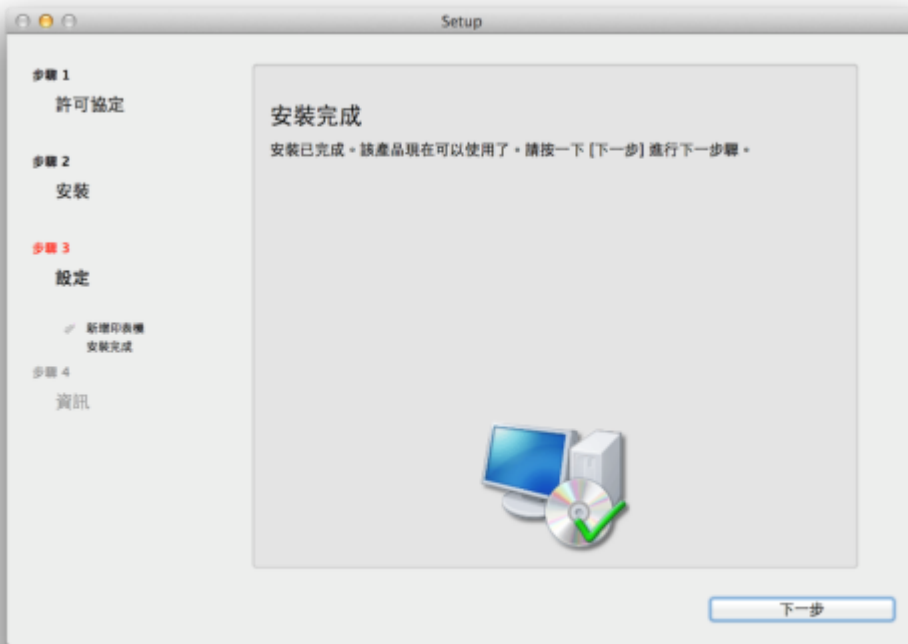 Setup
步驟 1
許可協定
步驟 2
安裝
步驟 3
設定
新增印表機
安裝完成
步驟 4
資訊
安裝完成
安裝已完成。該產品現在可以使用了。請按一下 [下一步] 進行下一步驟。
下一步